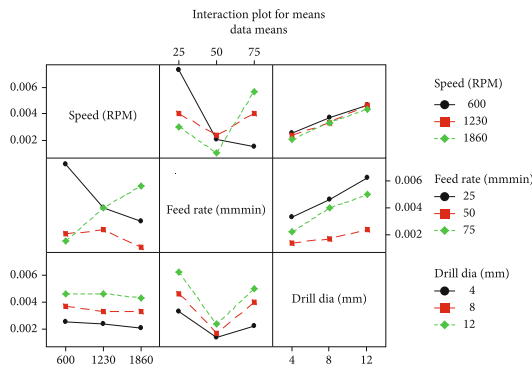 Interaction plot for means
data means
25 50 75
0.006
0.004
0.002
Speed (RPM)
Speed (RPM)
600
1230
1860
Feed rate (mmmin)
0.006
0.004
0.002
Feed rate (mmmin)
25
50
75
0.006
0.004
0.002
Drill dia (mm)
Drill dia (mm)
4
8
12
600 1230 1860
4 8 12